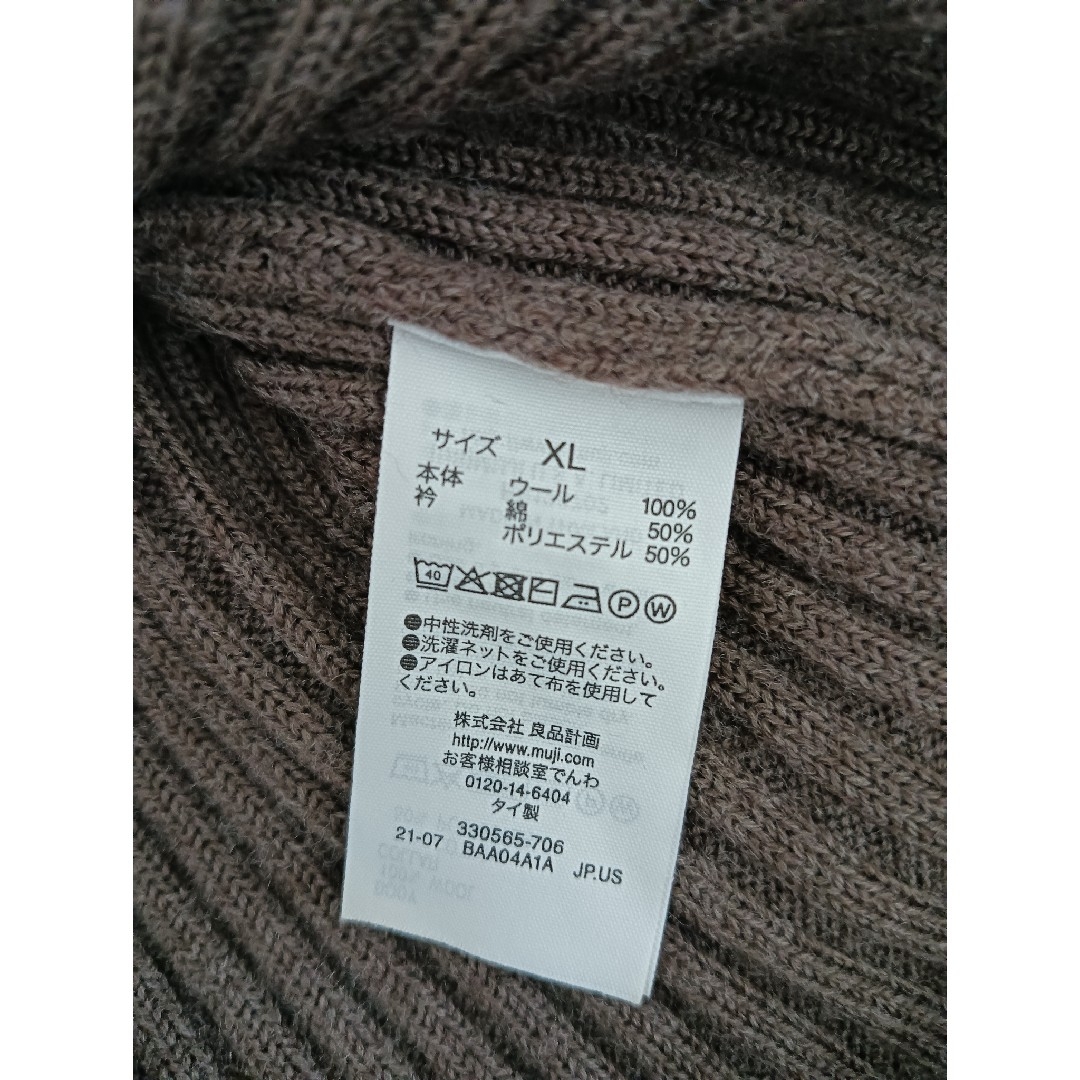 サイズ XL
本体 ウール 100%
衿 綿 50%
ポリエステル 50%
40 P W
●中性洗剤をご使用ください。
●洗濯ネットをご使用ください。
●アイロンはあて布を使用して
ください。
株式会社 良品計画
http://www.muji.com
お客様相談室でんわ
0120-14-6404
タイ製
21-07 330565-706
BAA04A1A JP.US